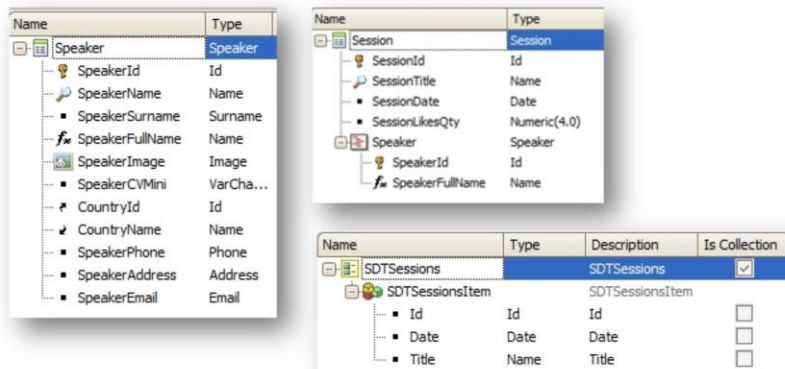 Name Type
Speaker Speaker
SpeakerId Id
SpeakerName Name
SpeakerSurname Surname
fx SpeakerFullName Name
SpeakerImage Image
SpeakerCVMini VarCha...
CountryId Id
CountryName Name
SpeakerPhone Phone
SpeakerAddress Address
SpeakerEmail Email
Name Type
Session Session
SessionId Id
SessionTitle Name
SessionDate Date
SessionLikesQty Numeric(4.0)
Speaker Speaker
SpeakerId Id
fx SpeakerFullName Name
Name Type Description Is Collection
SDTSessions SDTSessions
SDTSessionsItem SDTSessionsItem
Id Id Id
Date Date Date
Title Name Title